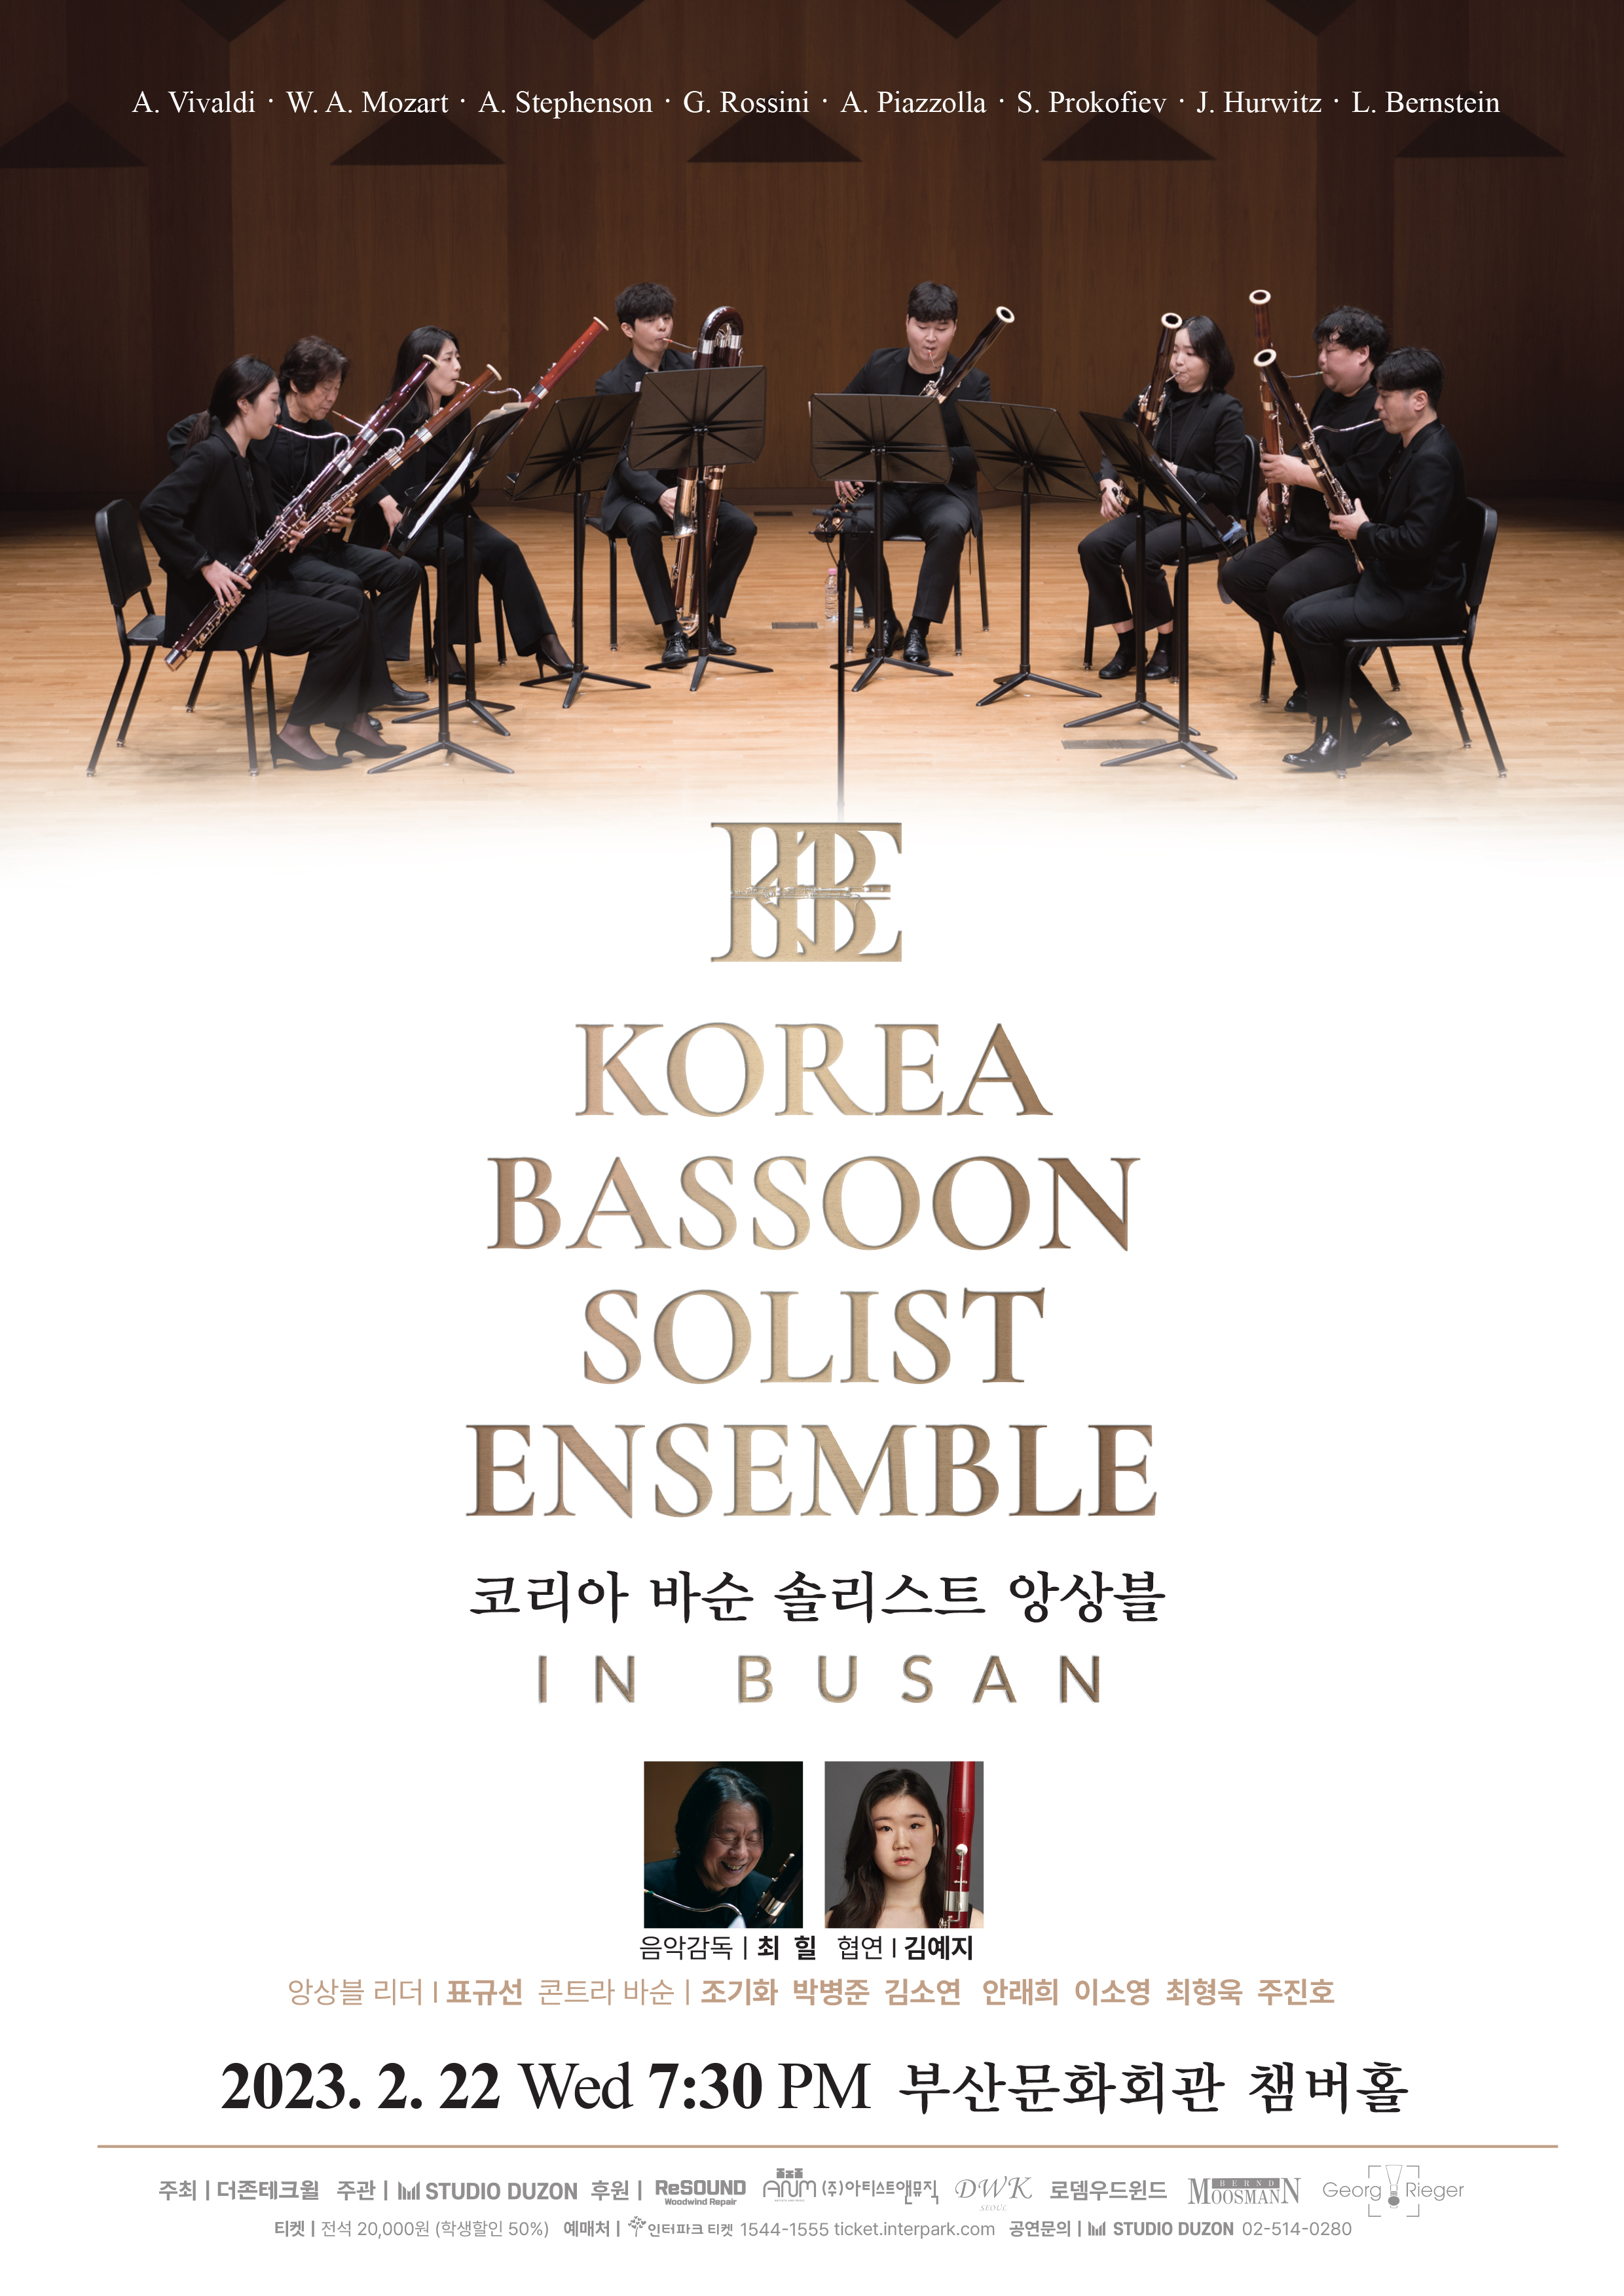 A. Vivaldi · W. A. Mozart · A. Stephenson · G. Rossini · A. Piazzolla · S. Prokofiev · J. Hurwitz · L. Bernstein
KBE
KOREA
BASSOON
SOLIST
ENSEMBLE
코리아 바순 솔리스트 앙상블
IN BUSAN
음악감독 | 최 힐 협연 | 김예지
앙상블 리더 | 표규선 콘트라 바순 | 조기화 박병준 김소연 안래희 이소영 최형욱 주진호
2023. 2. 22 Wed 7:30 PM 부산문화회관 챔버홀
주최 | 더존테크윌 주관 | STUDIO DUZON 후원 | ReSOUND Woodwind Repair ANM (주)아티스트앤뮤직 DWK SEOUL 로뎀우드윈드 BERND MOOSMANN Georg Rieger
티켓 | 전석 20,000원 (학생할인 50%) 예매처 | 인터파크 티켓 1544-1555 ticket.interpark.com 공연문의 | STUDIO DUZON 02-514-0280